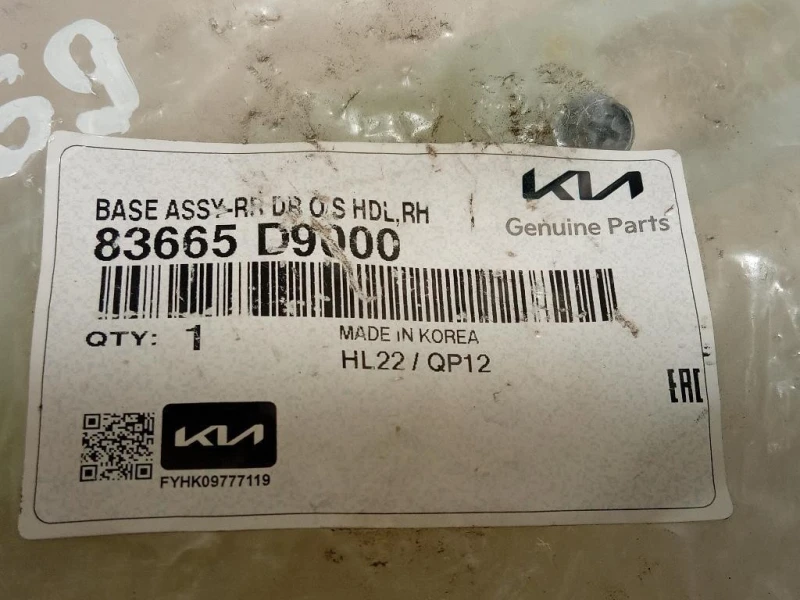 69
KIA
Genuine Parts
BASE ASSY-RR DR O/S HDL,RH
83665 D9000
QTY: 1
MADE IN KOREA
HL22 / QP12
EAC
KIA
FYHK09777119